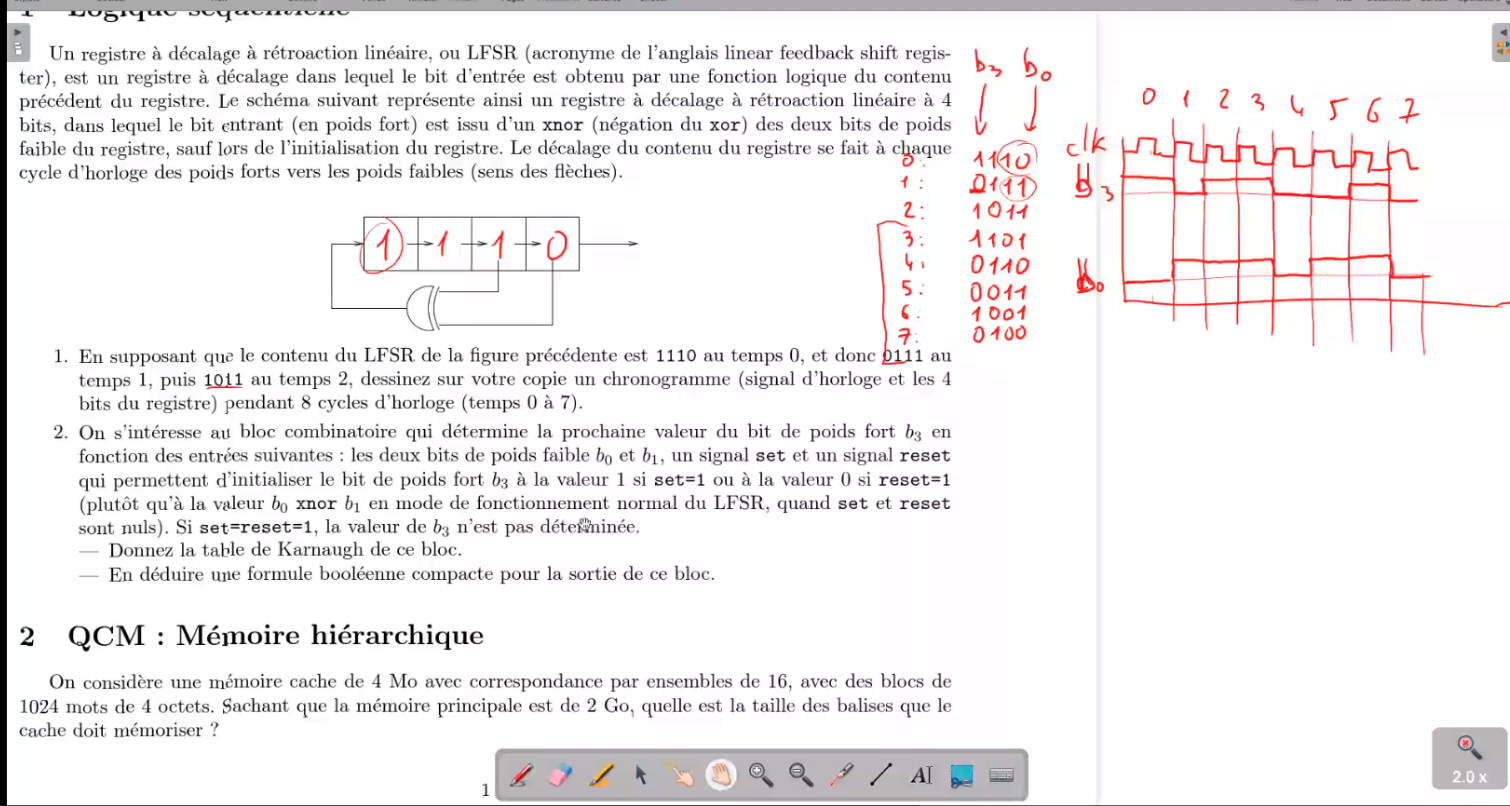 1 Logique séquentielle
Un registre à décalage à rétroaction linéaire, ou LFSR (acronyme de l'anglais linear feedback shift regis-
ter), est un registre à décalage dans lequel le bit d'entrée est obtenu par une fonction logique du contenu
précédent du registre. Le schéma suivant représente ainsi un registre à décalage à rétroaction linéaire à 4
bits, dans lequel le bit entrant (en poids fort) est issu d'un xnor (négation du xor) des deux bits de poids
faible du registre, sauf lors de l'initialisation du registre. Le décalage du contenu du registre se fait à chaque
cycle d'horloge des poids forts vers les poids faibles (sens des flèches).
1 1 1 0
b3 b0
0: 1110
1: 0111
2: 1011
3: 1101
4: 0110
5: 0011
6: 1001
7: 0100
0 1 2 3 4 5 6 7
clk
b3
b0
1. En supposant que le contenu du LFSR de la figure précédente est 1110 au temps 0, et donc 0111 au
temps 1, puis 1011 au temps 2, dessinez sur votre copie un chronogramme (signal d'horloge et les 4
bits du registre) pendant 8 cycles d'horloge (temps 0 à 7).
2. On s'intéresse au bloc combinatoire qui détermine la prochaine valeur du bit de poids fort b3 en
fonction des entrées suivantes : les deux bits de poids faible b0 et b1, un signal set et un signal reset
qui permettent d'initialiser le bit de poids fort b3 à la valeur 1 si set=1 ou à la valeur 0 si reset=1
(plutôt qu'à la valeur b0 xnor b1 en mode de fonctionnement normal du LFSR, quand set et reset
sont nuls). Si set=reset=1, la valeur de b3 n'est pas déterminée.
— Donnez la table de Karnaugh de ce bloc.
— En déduire une formule booléenne compacte pour la sortie de ce bloc.
2 QCM : Mémoire hiérarchique
On considère une mémoire cache de 4 Mo avec correspondance par ensembles de 16, avec des blocs de
1024 mots de 4 octets. Sachant que la mémoire principale est de 2 Go, quelle est la taille des balises que le
cache doit mémoriser ?
1
AI
2.0 x